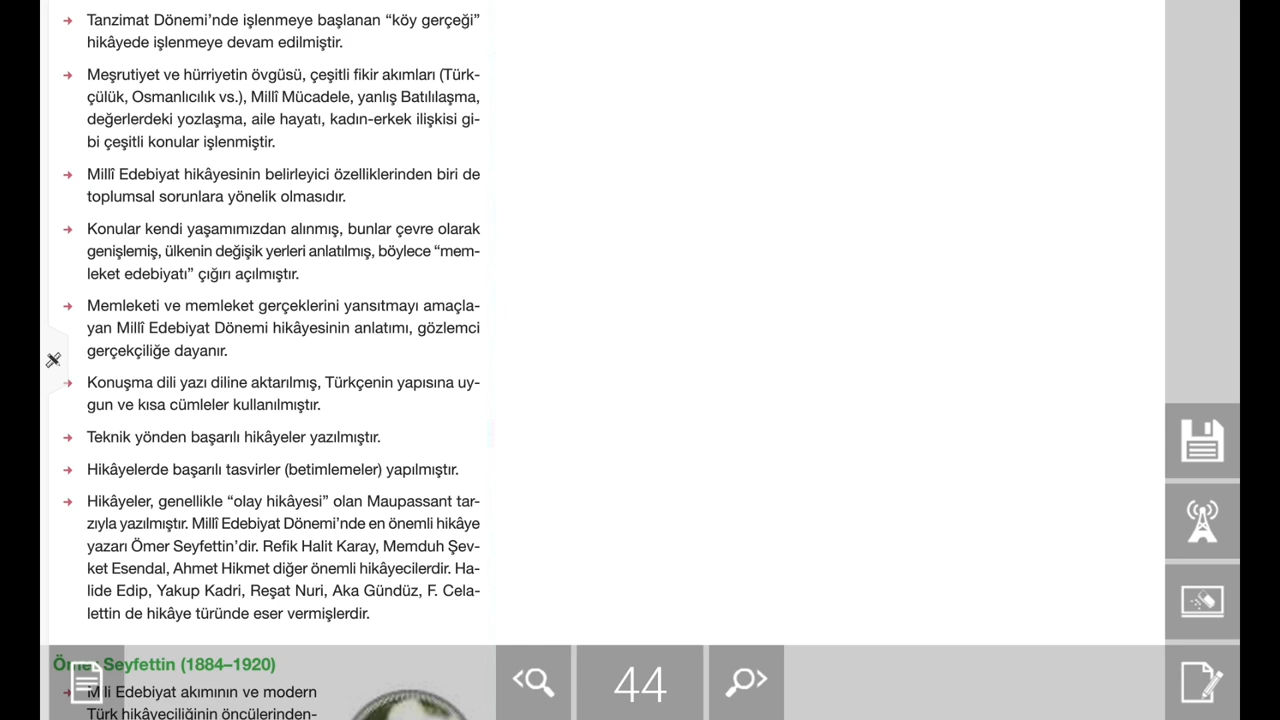 Tanzimat Dönemi’nde işlenmeye başlanan “köy gerçeği”
hikâyede işlenmeye devam edilmiştir.
Meşrutiyet ve hürriyetin övgüsü, çeşitli fikir akımları (Türk-
çülük, Osmanlıcılık vs.), Millî Mücadele, yanlış Batılılaşma,
değerlerdeki yozlaşma, aile hayatı, kadın-erkek ilişkisi gi-
bi çeşitli konular işlenmiştir.
Millî Edebiyat hikâyesinin belirleyici özelliklerinden biri de
toplumsal sorunlara yönelik olmasıdır.
Konular kendi yaşamımızdan alınmış, bunlar çevre olarak
genişlemiş, ülkenin değişik yerleri anlatılmış, böylece “mem-
leket edebiyatı” çığırı açılmıştır.
Memleketi ve memleket gerçeklerini yansıtmayı amaçla-
yan Millî Edebiyat Dönemi hikâyesinin anlatımı, gözlemci
gerçekçiliğe dayanır.
Konuşma dili yazı diline aktarılmış, Türkçenin yapısına uy-
gun ve kısa cümleler kullanılmıştır.
Teknik yönden başarılı hikâyeler yazılmıştır.
Hikâyelerde başarılı tasvirler (betimlemeler) yapılmıştır.
Hikâyeler, genellikle “olay hikâyesi” olan Maupassant tar-
zıyla yazılmıştır. Millî Edebiyat Dönemi’nde en önemli hikâye
yazarı Ömer Seyfettin’dir. Refik Halit Karay, Memduh Şev-
ket Esendal, Ahmet Hikmet diğer önemli hikâyecilerdir. Ha-
lide Edip, Yakup Kadri, Reşat Nuri, Aka Gündüz, F. Cela-
lettin de hikâye türünde eser vermişlerdir.
Ömer Seyfettin (1884–1920)
Milli Edebiyat akımının ve modern
Türk hikâyeciliğinin öncülerinden-
44